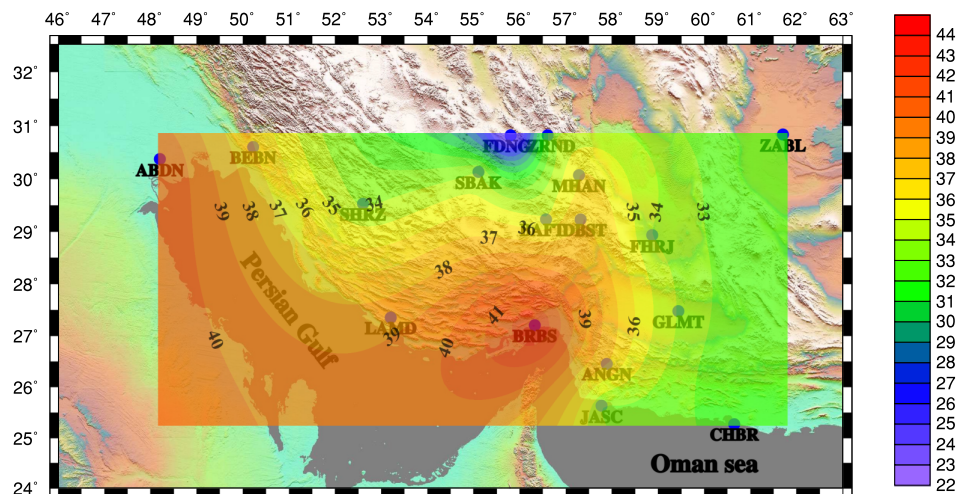 46° 47° 48° 49° 50° 51° 52° 53° 54° 55° 56° 57° 58° 59° 60° 61° 62° 63°
32°
31°
30°
29°
28°
27°
26°
25°
24°
44
43
42
41
40
39
38
37
36
35
34
33
32
31
30
29
28
27
26
25
24
23
22
FDNG ZRND ZABL
BEBN
ABDN
SBAK MHAN
SHRZ
39 38 37 36 35 34 35 34 33
36
DBST
37
FHRJ
38
Persian Gulf
41 39 36
GLMT
LAMD
BRBS
40 39 40
ANGN
JASC
CHBR
Oman sea